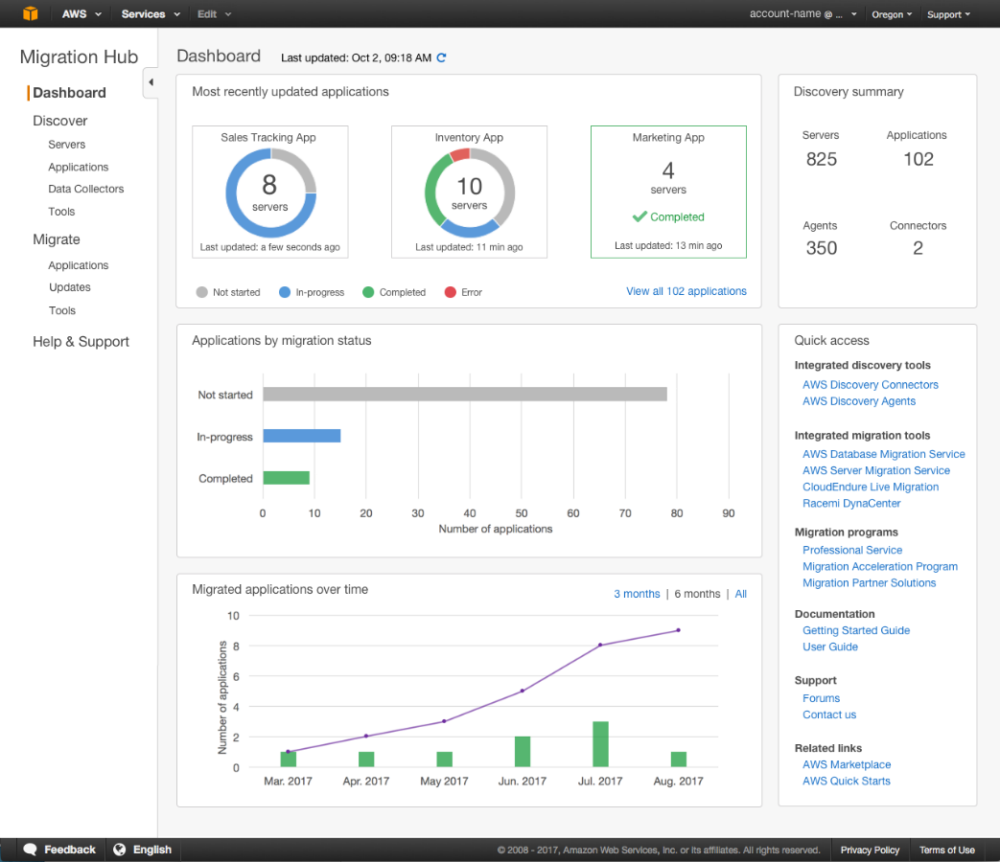 AWS Services Edit account-name @ ... Oregon Support
Migration Hub
Dashboard
Discover
Servers
Applications
Data Collectors
Tools
Migrate
Applications
Updates
Tools
Help & Support
Dashboard Last updated: Oct 2, 09:18 AM
Most recently updated applications
Sales Tracking App
8
servers
Last updated: a few seconds ago
Inventory App
10
servers
Last updated: 11 min ago
Marketing App
4
servers
Completed
Last updated: 13 min ago
Not started In-progress Completed Error
View all 102 applications
Discovery summary
Servers Applications
825 102
Agents Connectors
350 2
Applications by migration status
Not started
In-progress
Completed
0 10 20 30 40 50 60 70 80 90
Number of applications
Migrated applications over time
3 months | 6 months | All
Number of applications
10
8
6
4
2
0
Mar. 2017 Apr. 2017 May 2017 Jun. 2017 Jul. 2017 Aug. 2017
Quick access
Integrated discovery tools
AWS Discovery Connectors
AWS Discovery Agents
Integrated migration tools
AWS Database Migration Service
AWS Server Migration Service
CloudEndure Live Migration
Racemi DynaCenter
Migration programs
Professional Service
Migration Acceleration Program
Migration Partner Solutions
Documentation
Getting Started Guide
User Guide
Support
Forums
Contact us
Related links
AWS Marketplace
AWS Quick Starts
Feedback English © 2008 - 2017, Amazon Web Services, Inc. or its affiliates. All rights reserved. Privacy Policy Terms of Use